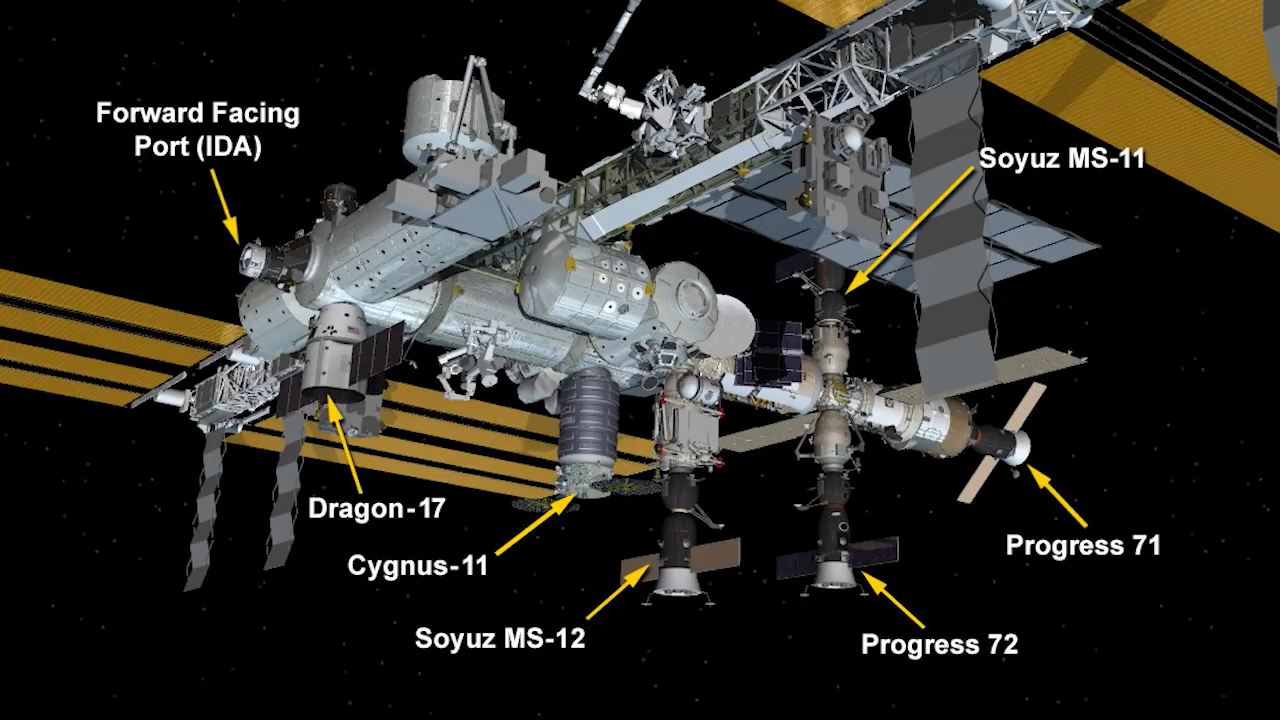 Forward Facing
Port (IDA)
Soyuz MS-11
Dragon-17
Cygnus-11
Progress 71
Soyuz MS-12
Progress 72